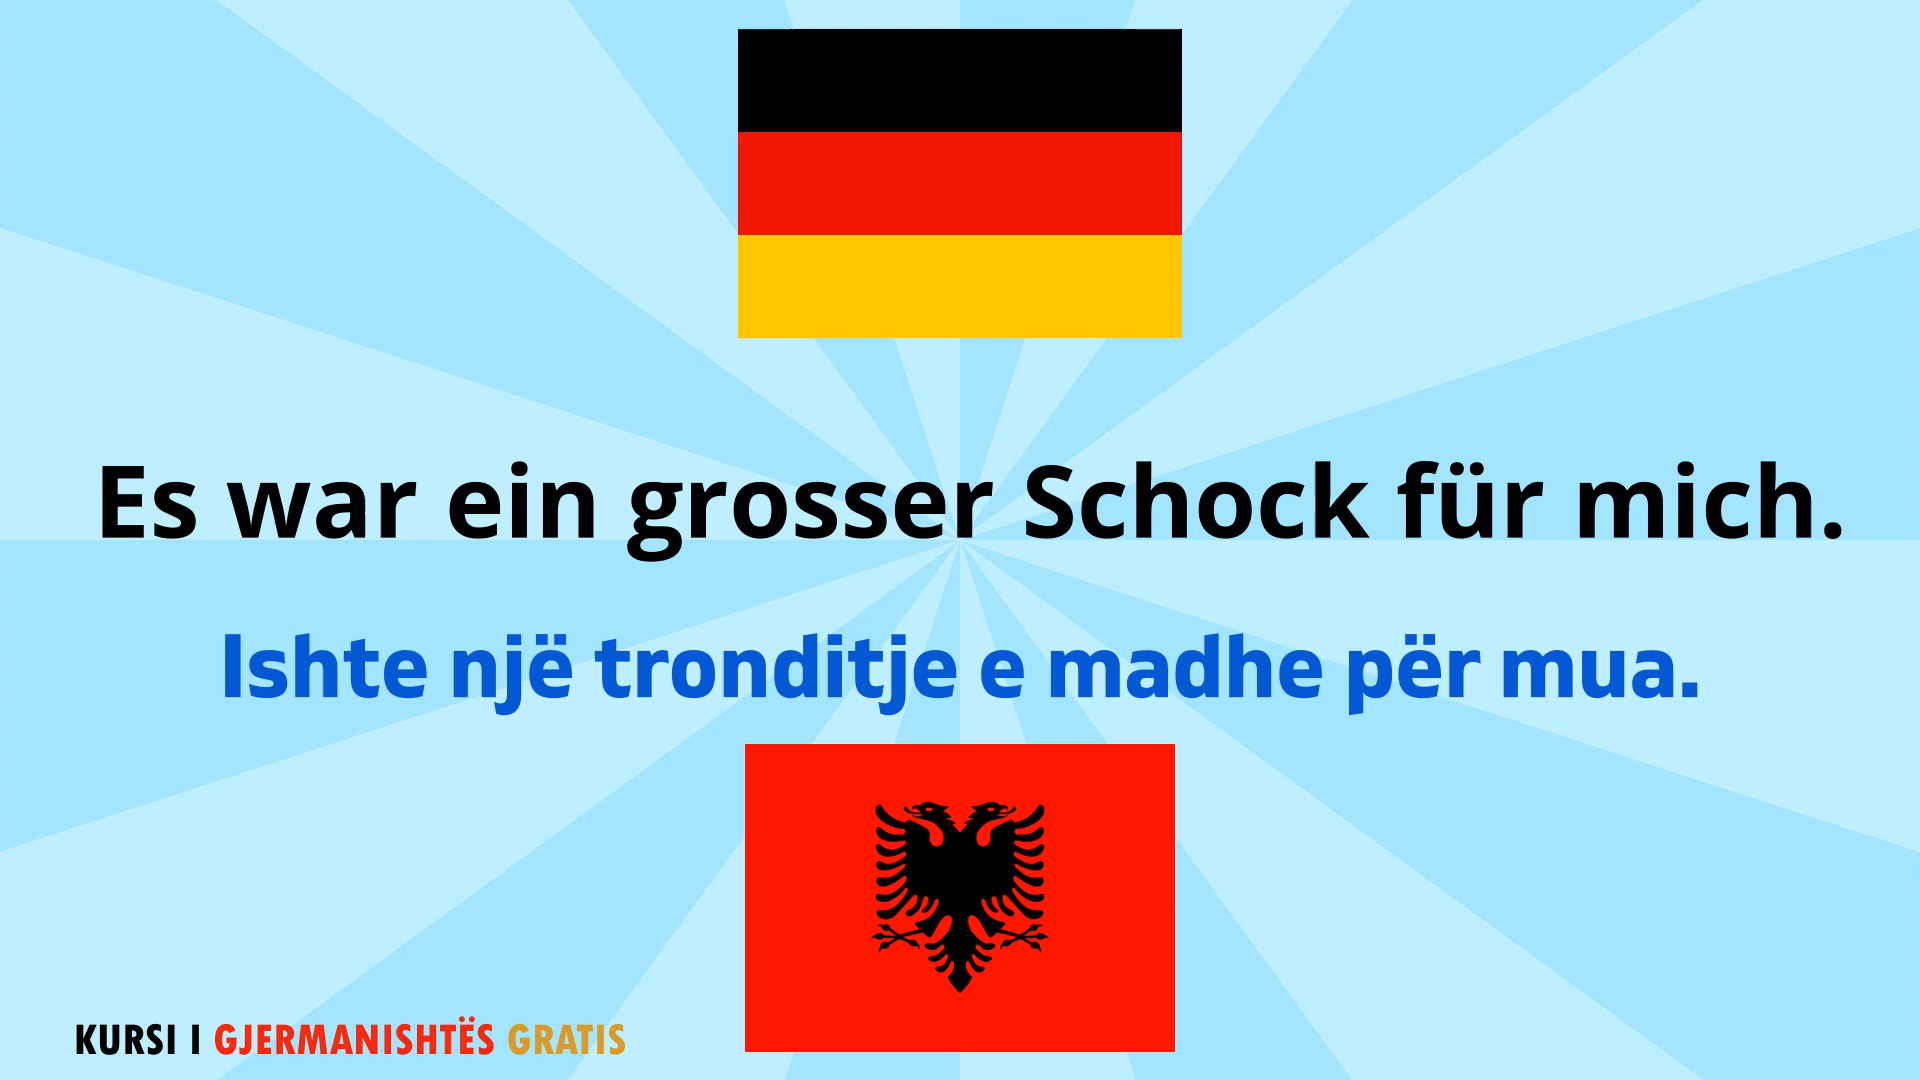 Es war ein grosser Schock für mich.
Ishte një tronditje e madhe për mua.
KURSI I GJERMANISHTËS GRATIS